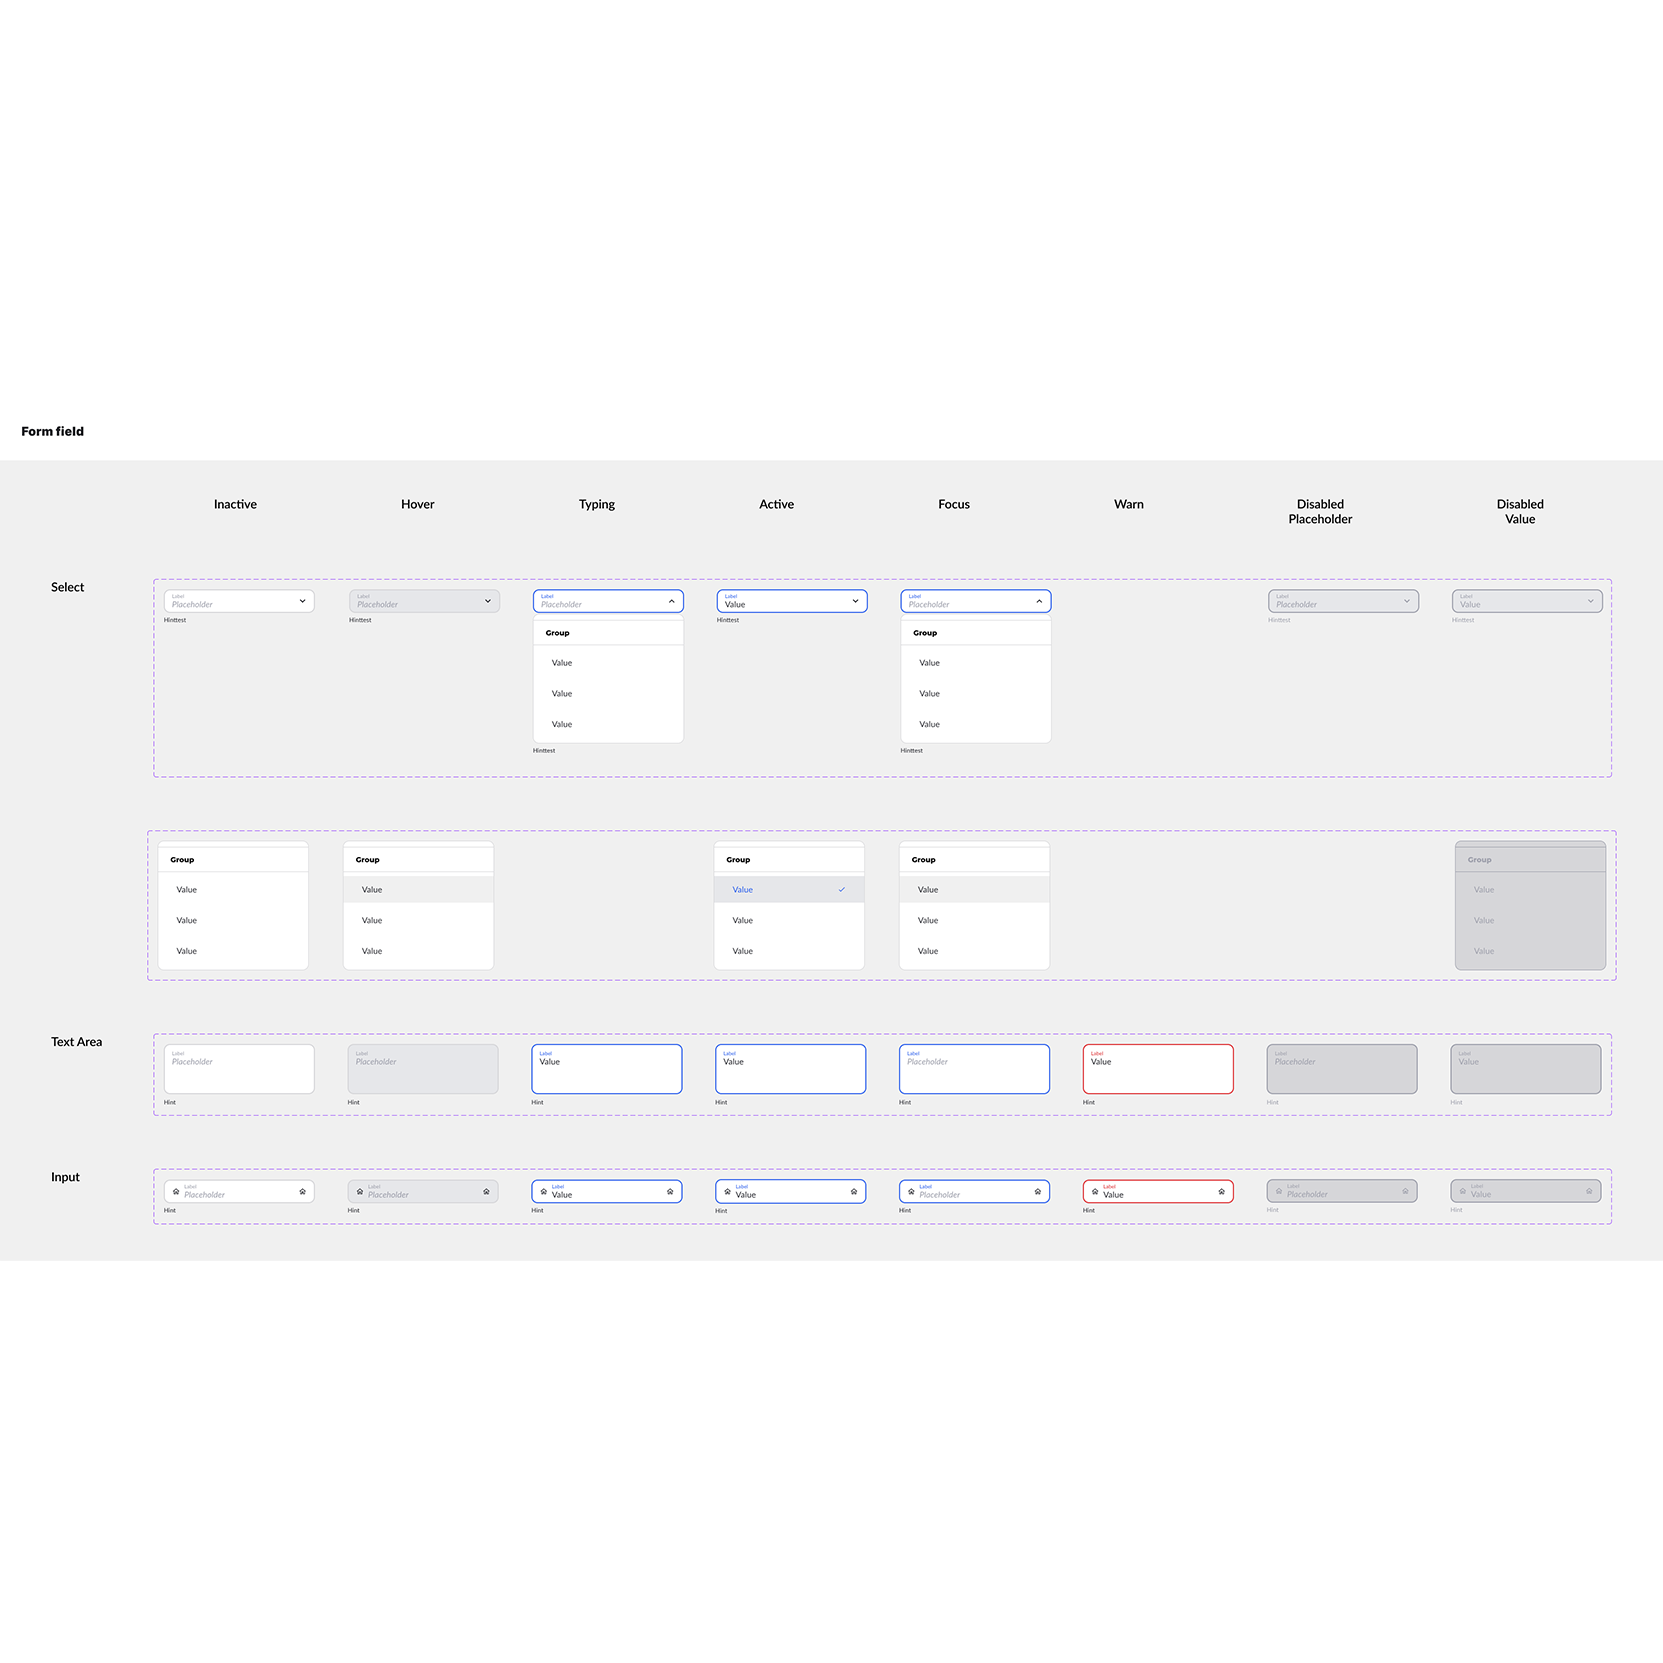 Form field
Inactive
Hover
Typing
Active
Focus
Warn
Disabled
Placeholder
Disabled
Value
Select
Label
Placeholder
Hinttest
Label
Placeholder
Hinttest
Label
Placeholder
Group
Value
Value
Value
Hinttest
Label
Value
Hinttest
Label
Placeholder
Group
Value
Value
Value
Hinttest
Label
Placeholder
Hinttest
Label
Value
Hinttest
Group
Value
Value
Value
Group
Value
Value
Value
Group
Value
Value
Value
Group
Value
Value
Value
Group
Value
Value
Value
Text Area
Label
Placeholder
Hint
Label
Placeholder
Hint
Label
Value
Hint
Label
Value
Hint
Label
Placeholder
Hint
Label
Value
Hint
Label
Placeholder
Hint
Label
Value
Hint
Input
Label
Placeholder
Hint
Label
Placeholder
Hint
Label
Value
Hint
Label
Value
Hint
Label
Placeholder
Hint
Label
Value
Hint
Label
Placeholder
Hint
Label
Value
Hint